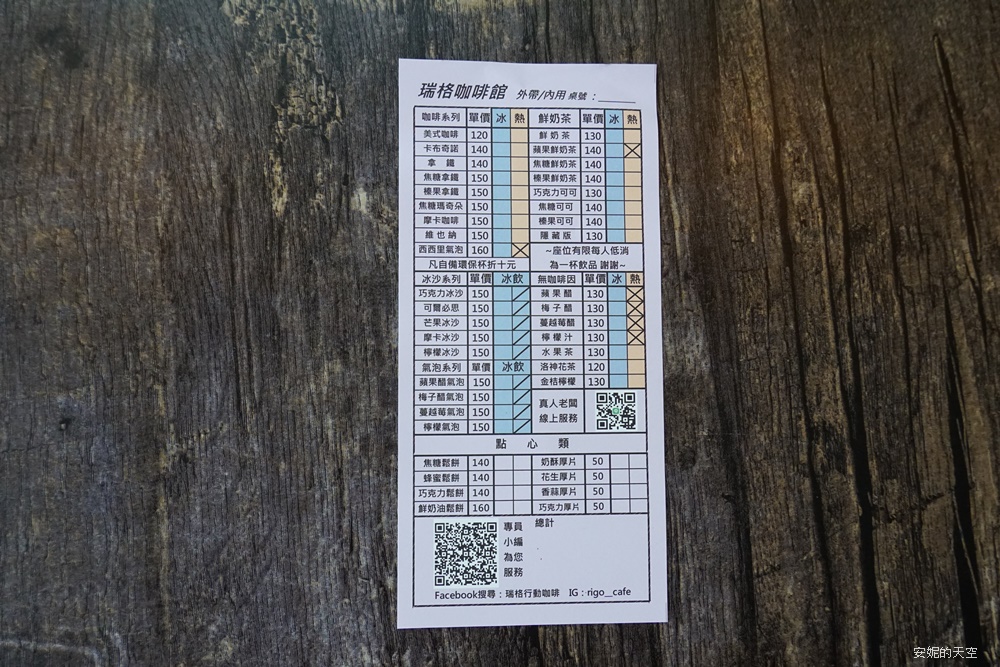 瑞格咖啡館 外帶/內用 桌號：_____
咖啡系列 單價 冰 熱 鮮奶茶 單價 冰 熱
美式咖啡 120 鮮奶茶 130
卡布奇諾 140 蘋果鮮奶茶 140
拿鐵 140 焦糖鮮奶茶 140
焦糖拿鐵 150 榛果鮮奶茶 140
榛果拿鐵 150 巧克力可可 130
焦糖瑪奇朵 150 焦糖可可 140
摩卡咖啡 150 榛果可可 140
維也納 150 隱藏版 130
西西里氣泡 160 ~座位有限每人低消
凡自備環保杯折十元 為一杯飲品 謝謝~
冰沙系列 單價 冰飲 無咖啡因 單價 冰 熱
巧克力冰沙 150 蘋果醋 130
可爾必思 150 梅子醋 130
芒果冰沙 150 蔓越莓醋 130
摩卡冰沙 150 檸檬汁 130
檸檬冰沙 150 水果茶 130
氣泡系列 單價 冰飲 洛神花茶 120
蘋果醋氣泡 150 金桔檸檬 130
梅子醋氣泡 150 真人老闆
蔓越莓氣泡 150 線上服務
檸檬氣泡 150
點心類
焦糖鬆餅 140 奶酥厚片 50
蜂蜜鬆餅 140 花生厚片 50
巧克力鬆餅 140 香蒜厚片 50
鮮奶油鬆餅 160 巧克力厚片 50
專員 總計
小編
為您
服務
Facebook搜尋：瑞格行動咖啡 IG：rigo__cafe
安妮的天空